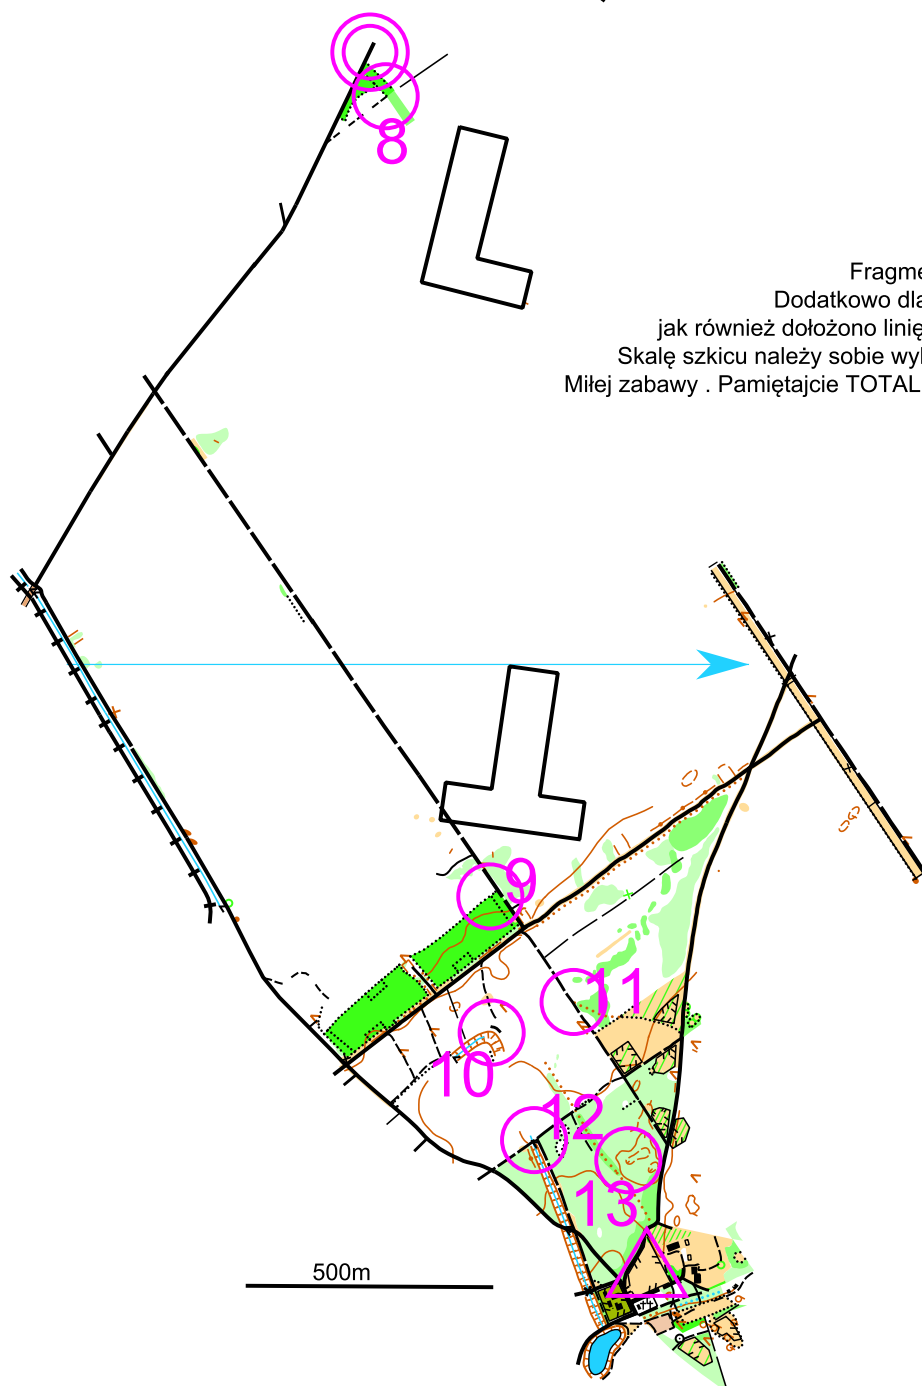 8
Fragme
Dodatkowo dla
jak również dołożono linię
Skalę szkicu należy sobie wyl
Miłej zabawy . Pamiętajcie TOTAL
9
11
10
12
13
500m